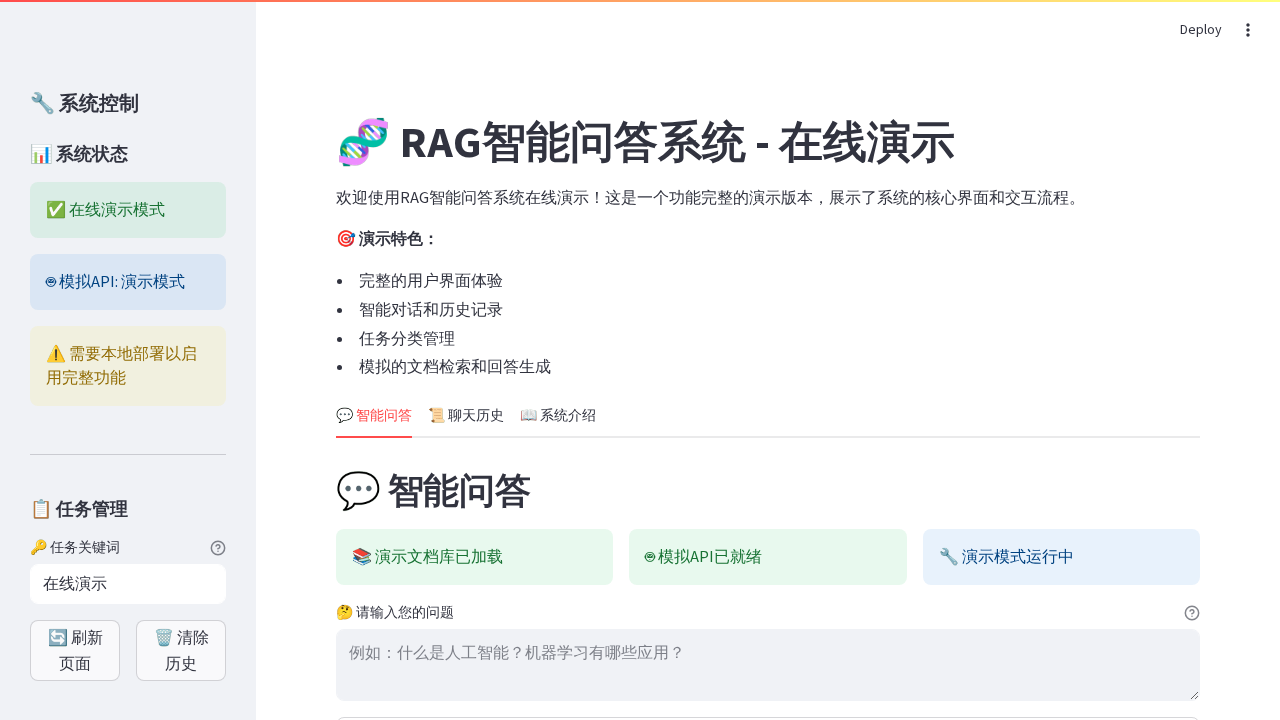 Deploy
🔧 系统控制
📊 系统状态
✅ 在线演示模式
模拟API: 演示模式
⚠️ 需要本地部署以启
用完整功能
📋 任务管理
🔑 任务关键词
在线演示
🔄 刷新
页面
🗑️ 清除
历史
🧬 RAG智能问答系统 - 在线演示
欢迎使用RAG智能问答系统在线演示！这是一个功能完整的演示版本，展示了系统的核心界面和交互流程。
🎯 演示特色：
• 完整的用户界面体验
• 智能对话和历史记录
• 任务分类管理
• 模拟的文档检索和回答生成
💬 智能问答 📜 聊天历史 📖 系统介绍
💬 智能问答
📚 演示文档库已加载
模拟API已就绪
🔧 演示模式运行中
🤔 请输入您的问题
例如：什么是人工智能？机器学习有哪些应用？